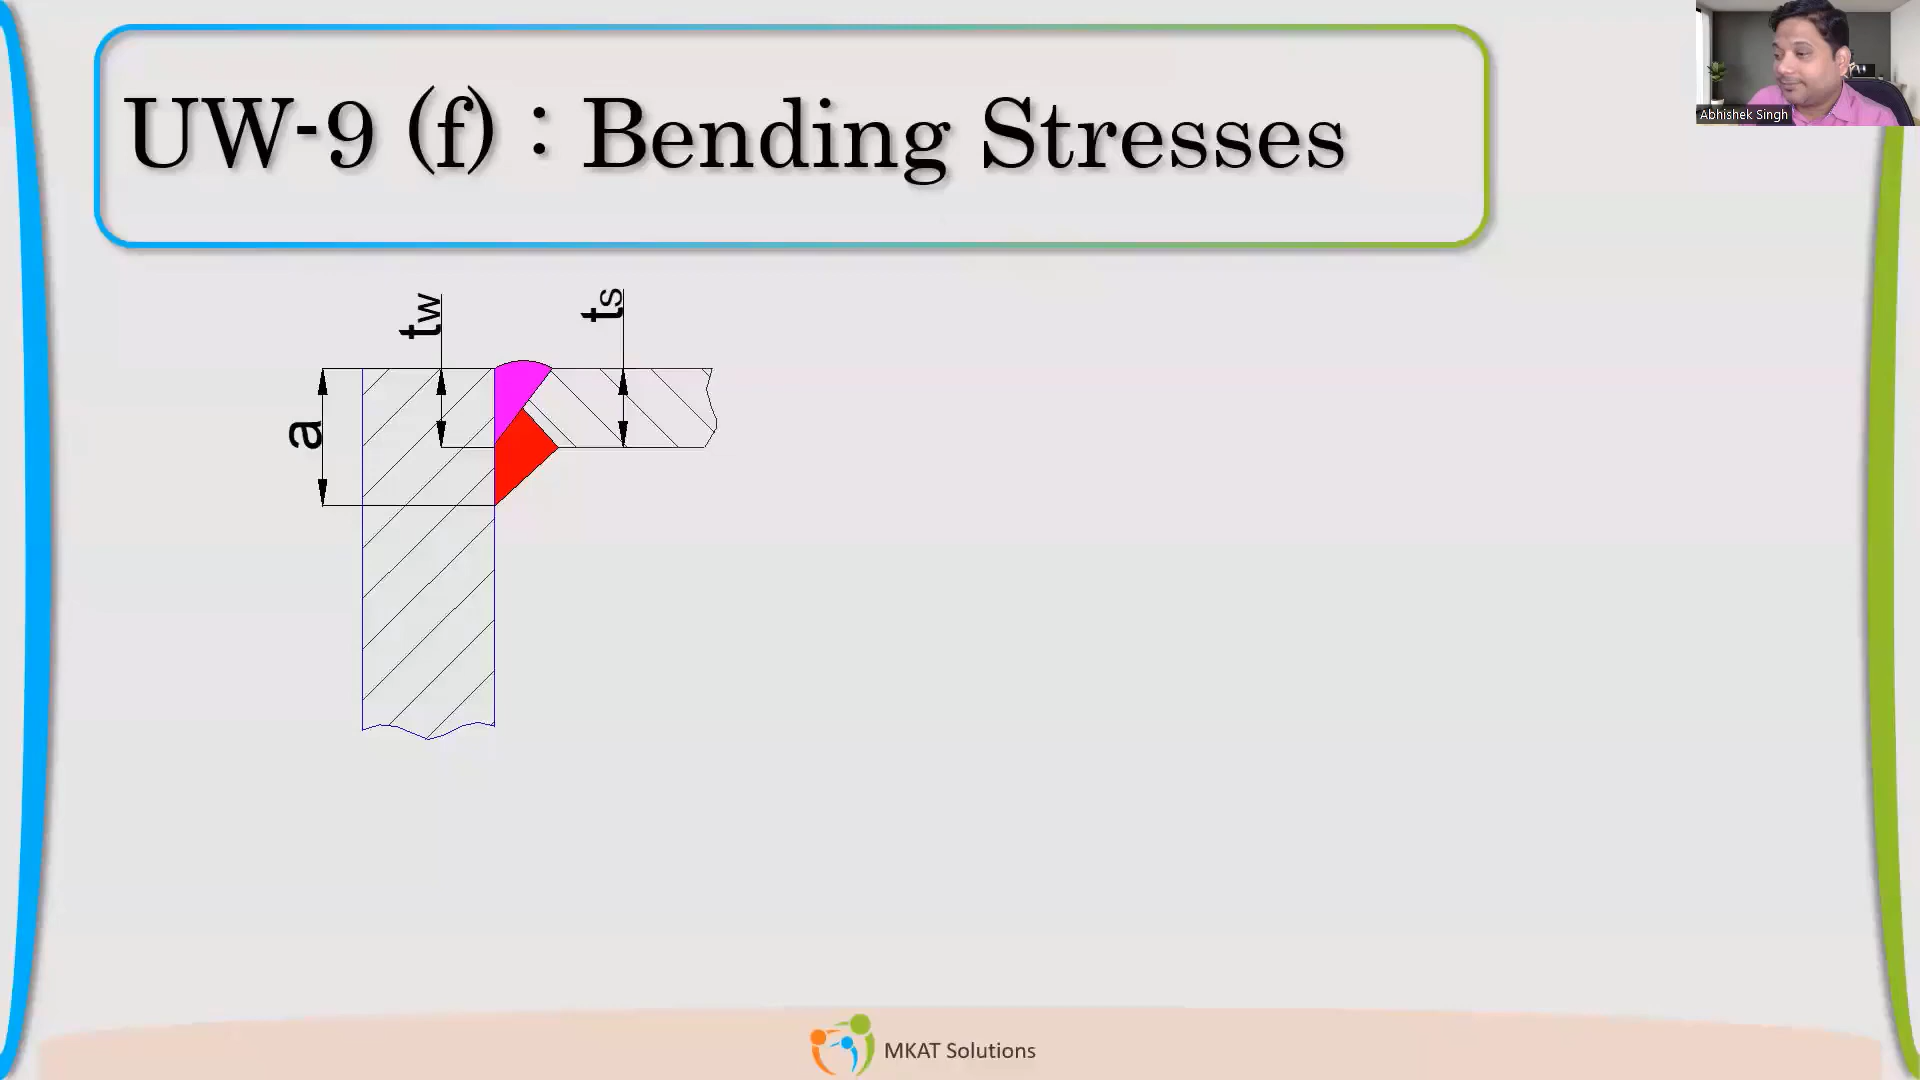 UW-9 (f) : Bending Stresses
Abhishek Singh
tw
ts
a
MKAT Solutions